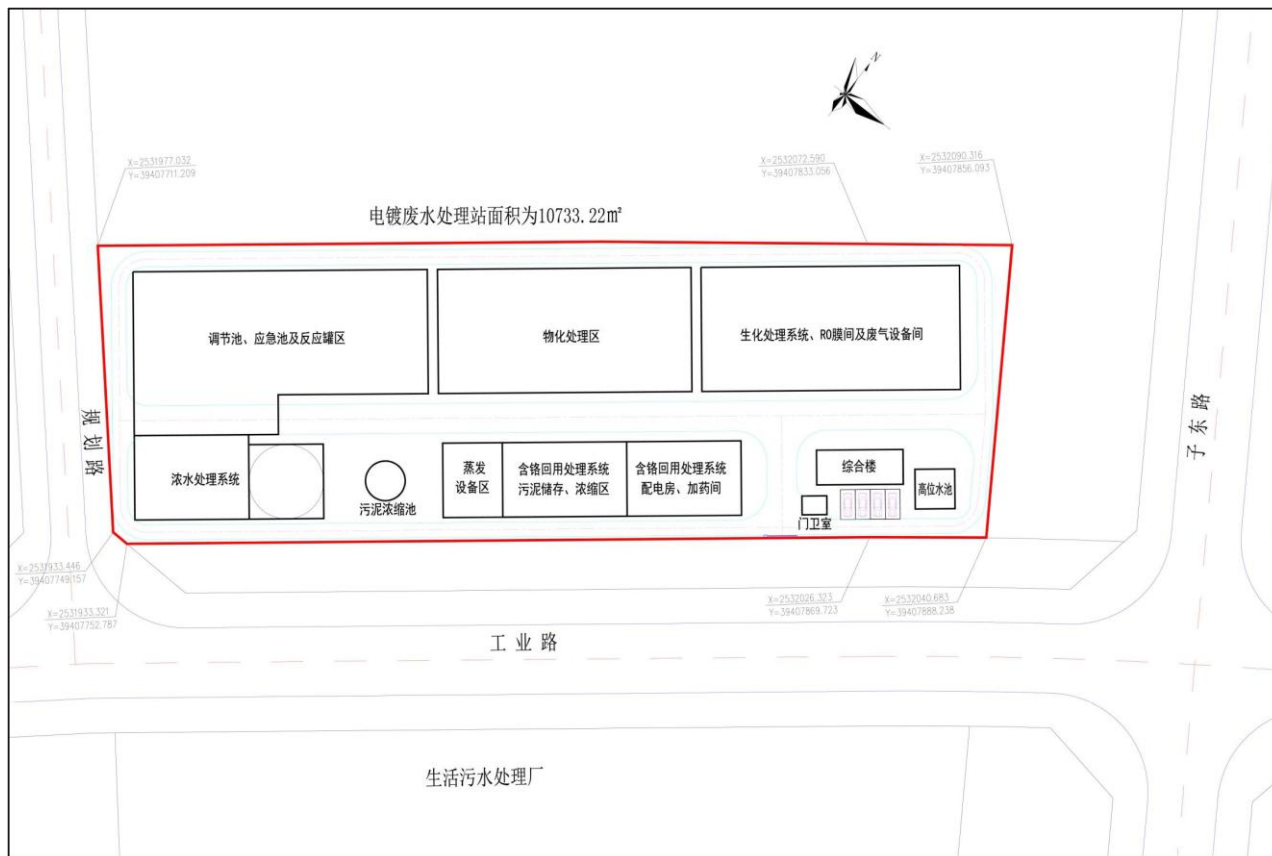 N
X=2531977.032
Y=39407711.209
X=2532072.590
Y=39407833.056
X=2532090.316
Y=39407856.093
电镀废水处理站面积为10733.22㎡
调节池、应急池及反应罐区
物化处理区
生化处理系统、RO膜间及废气设备间
规划路
子东路
浓水处理系统
污泥浓缩池
蒸发
设备区
含铬回用处理系统
污泥储存、浓缩区
含铬回用处理系统
配电房、加药间
综合楼
高位水池
门卫室
X=2531933.446
Y=39407749.157
X=2531933.321
Y=39407752.787
X=2532026.323
Y=39407869.723
X=2532040.683
Y=39407888.238
工业路
生活污水处理厂